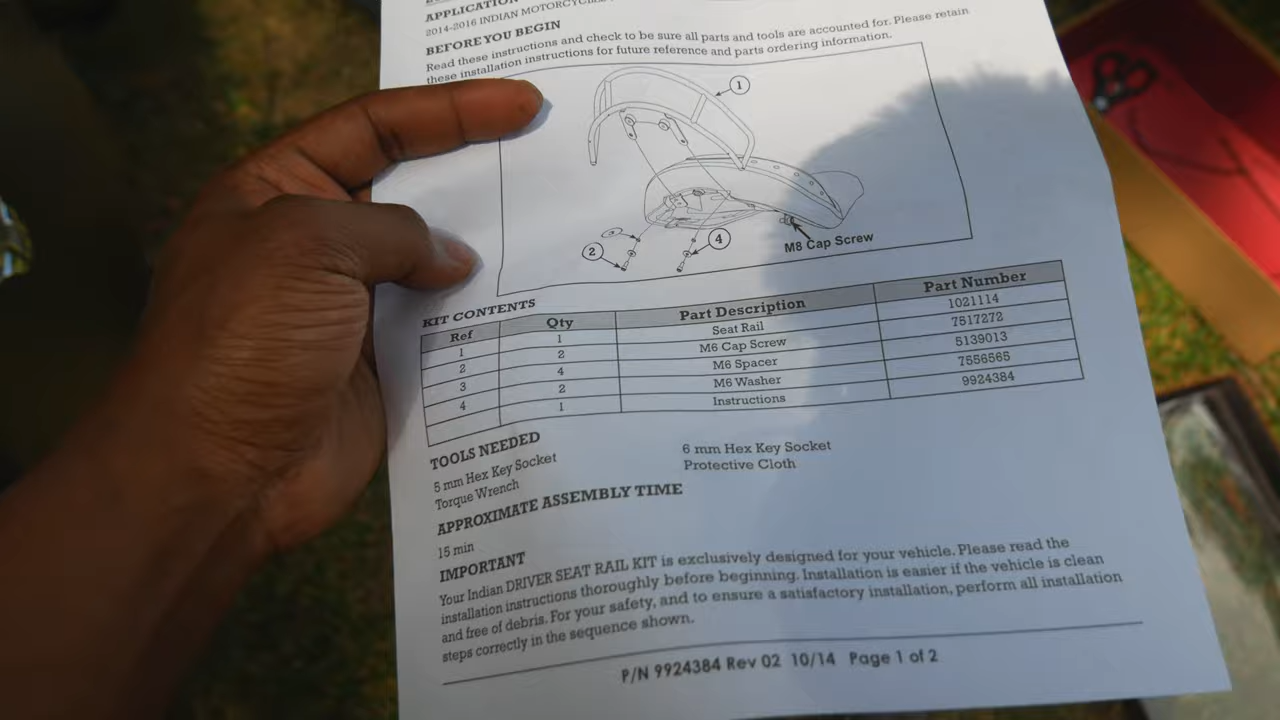 APPLICATION
2014-2016 INDIAN MOTORCYCLE
BEFORE YOU BEGIN
Read these instructions and check to be sure all parts and tools are accounted for. Please retain
these installation instructions for future reference and parts ordering information.
1
2
4
M8 Cap Screw
KIT CONTENTS
Ref Qty Part Description Part Number
1 1 Seat Rail 1021114
2 2 M6 Cap Screw 7517272
3 4 M6 Spacer 5139013
4 2 M6 Washer 7556565
1 Instructions 9924384
TOOLS NEEDED
5 mm Hex Key Socket 6 mm Hex Key Socket
Torque Wrench Protective Cloth
APPROXIMATE ASSEMBLY TIME
15 min
IMPORTANT
Your Indian DRIVER SEAT RAIL KIT is exclusively designed for your vehicle. Please read the
installation instructions thoroughly before beginning. Installation is easier if the vehicle is clean
and free of debris. For your safety, and to ensure a satisfactory installation, perform all installation
steps correctly in the sequence shown.
P/N 9924384 Rev 02 10/14 Page 1 of 2